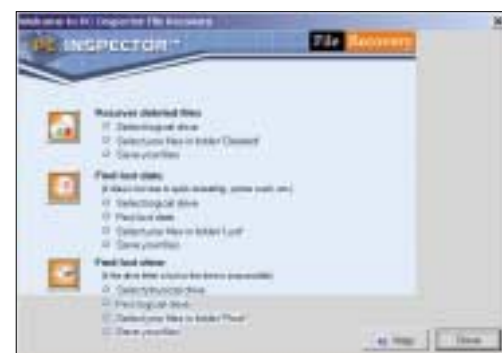 Welcome to PC Inspector File Recovery
PC INSPECTOR™
File Recovery
Recover deleted files
Select logical drive
Select your files in folder 'Deleted'
Save your files
Find lost data
Select logical drive
Find lost data
Select your files in folder 'Lost'
Save your files
Find lost drive
Select physical drive
Find logical drive
Select your files in folder
Save your files
Help